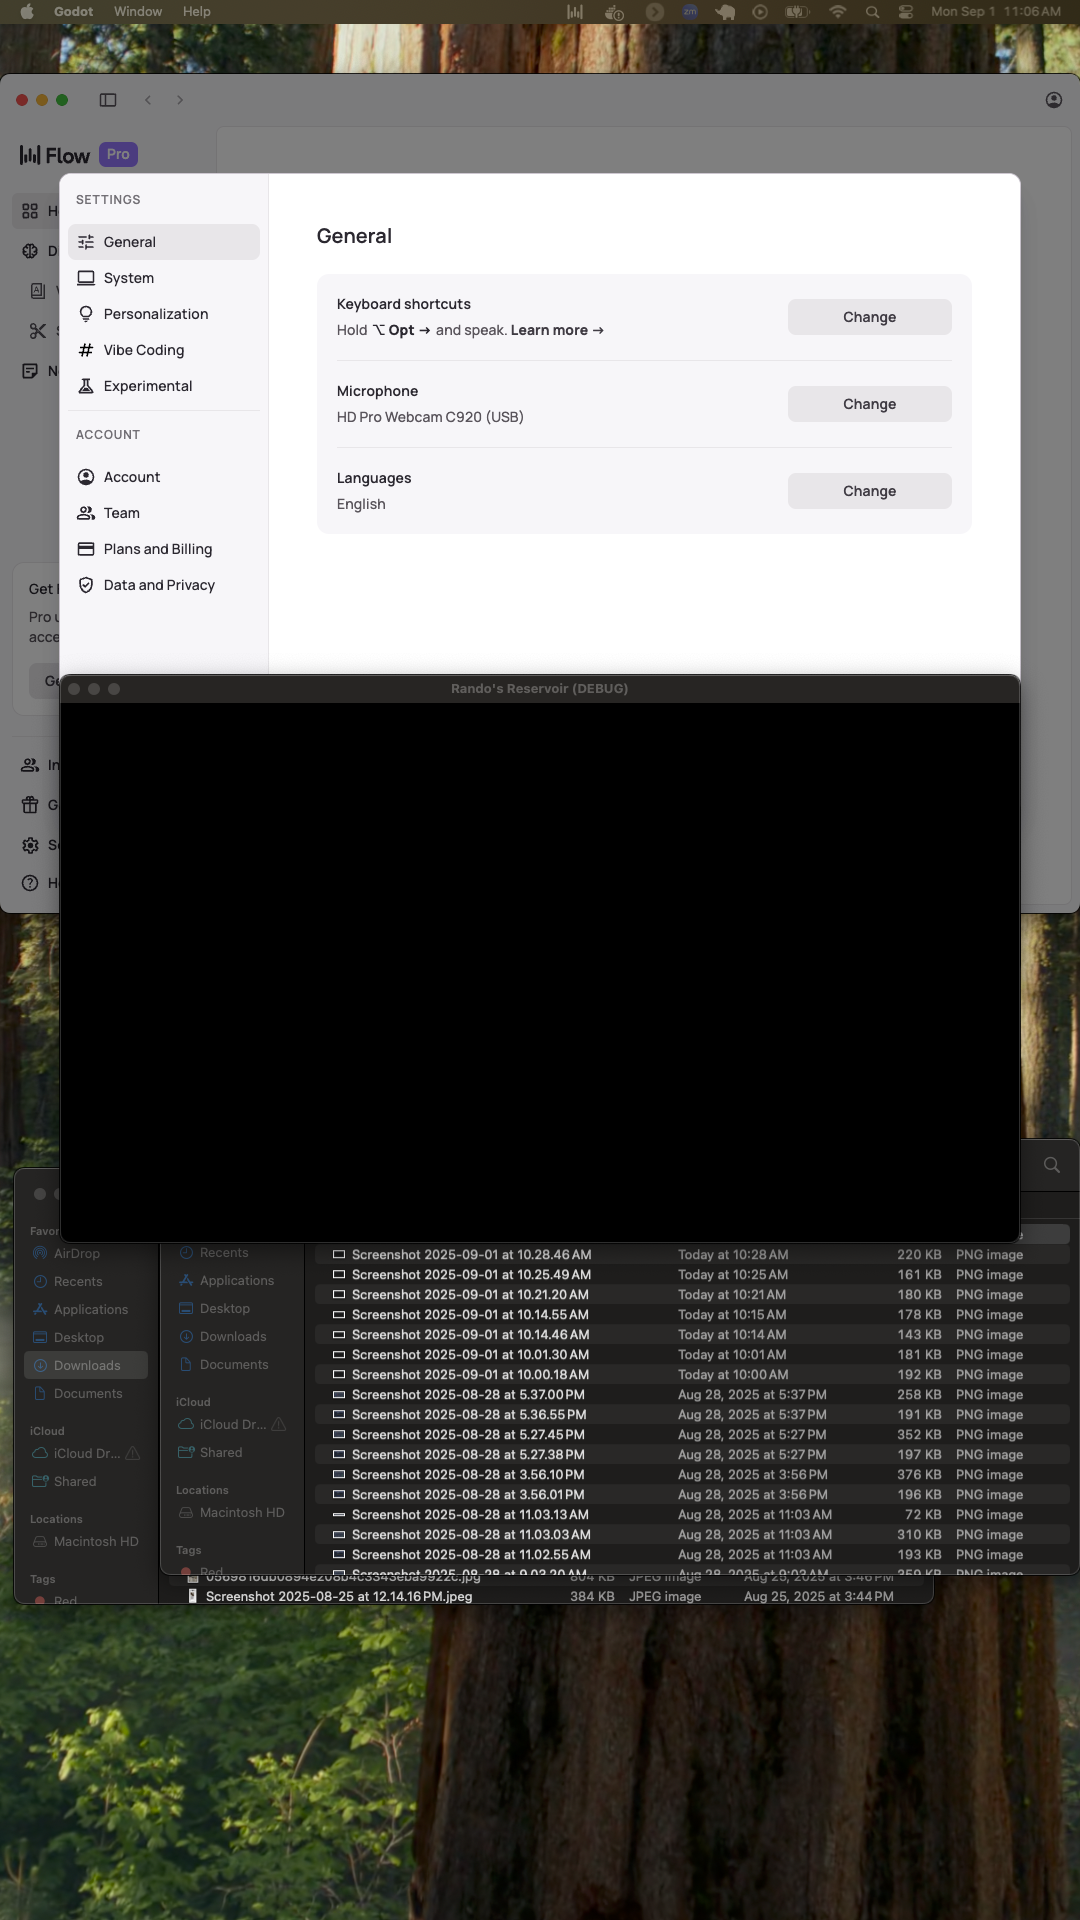 Godot Window Help zm Mon Sep 1 11:06 AM
Flow Pro
SETTINGS
General
System
Personalization
Vibe Coding
Experimental
ACCOUNT
Account
Team
Plans and Billing
Data and Privacy
General
Keyboard shortcuts
Hold ⌥ Opt → and speak. Learn more →
Change
Microphone
HD Pro Webcam C920 (USB)
Change
Languages
English
Change
Get
Pro
acce
Rando's Reservoir (DEBUG)
Favor
AirDrop
Recents
Applications
Desktop
Downloads
Documents
iCloud
iCloud Dr...
Shared
Locations
Macintosh HD
Tags
Red
Recents
Applications
Desktop
Downloads
Documents
iCloud
iCloud Dr...
Shared
Locations
Macintosh HD
Tags
Red
Screenshot 2025-09-01 at 10.28.46 AM Today at 10:28 AM 220 KB PNG image
Screenshot 2025-09-01 at 10.25.49 AM Today at 10:25 AM 161 KB PNG image
Screenshot 2025-09-01 at 10.21.20 AM Today at 10:21 AM 180 KB PNG image
Screenshot 2025-09-01 at 10.14.55 AM Today at 10:15 AM 178 KB PNG image
Screenshot 2025-09-01 at 10.14.46 AM Today at 10:14 AM 143 KB PNG image
Screenshot 2025-09-01 at 10.01.30 AM Today at 10:01 AM 181 KB PNG image
Screenshot 2025-09-01 at 10.00.18 AM Today at 10:00 AM 192 KB PNG image
Screenshot 2025-08-28 at 5.37.00 PM Aug 28, 2025 at 5:37 PM 258 KB PNG image
Screenshot 2025-08-28 at 5.36.55 PM Aug 28, 2025 at 5:37 PM 191 KB PNG image
Screenshot 2025-08-28 at 5.27.45 PM Aug 28, 2025 at 5:27 PM 352 KB PNG image
Screenshot 2025-08-28 at 5.27.38 PM Aug 28, 2025 at 5:27 PM 197 KB PNG image
Screenshot 2025-08-28 at 3.56.10 PM Aug 28, 2025 at 3:56 PM 376 KB PNG image
Screenshot 2025-08-28 at 3.56.01 PM Aug 28, 2025 at 3:56 PM 196 KB PNG image
Screenshot 2025-08-28 at 11.03.13 AM Aug 28, 2025 at 11:03 AM 72 KB PNG image
Screenshot 2025-08-28 at 11.03.03 AM Aug 28, 2025 at 11:03 AM 310 KB PNG image
Screenshot 2025-08-28 at 11.02.55 AM Aug 28, 2025 at 11:03 AM 193 KB PNG image
Screenshot 2025-08-28 at 9.03.20 AM Aug 28, 2025 at 9:03 AM 359 KB PNG image
JPEG image Aug 25, 2025 at 3:46 PM
Screenshot 2025-08-25 at 12.14.16 PM.jpeg 384 KB JPEG image Aug 25, 2025 at 3:44 PM